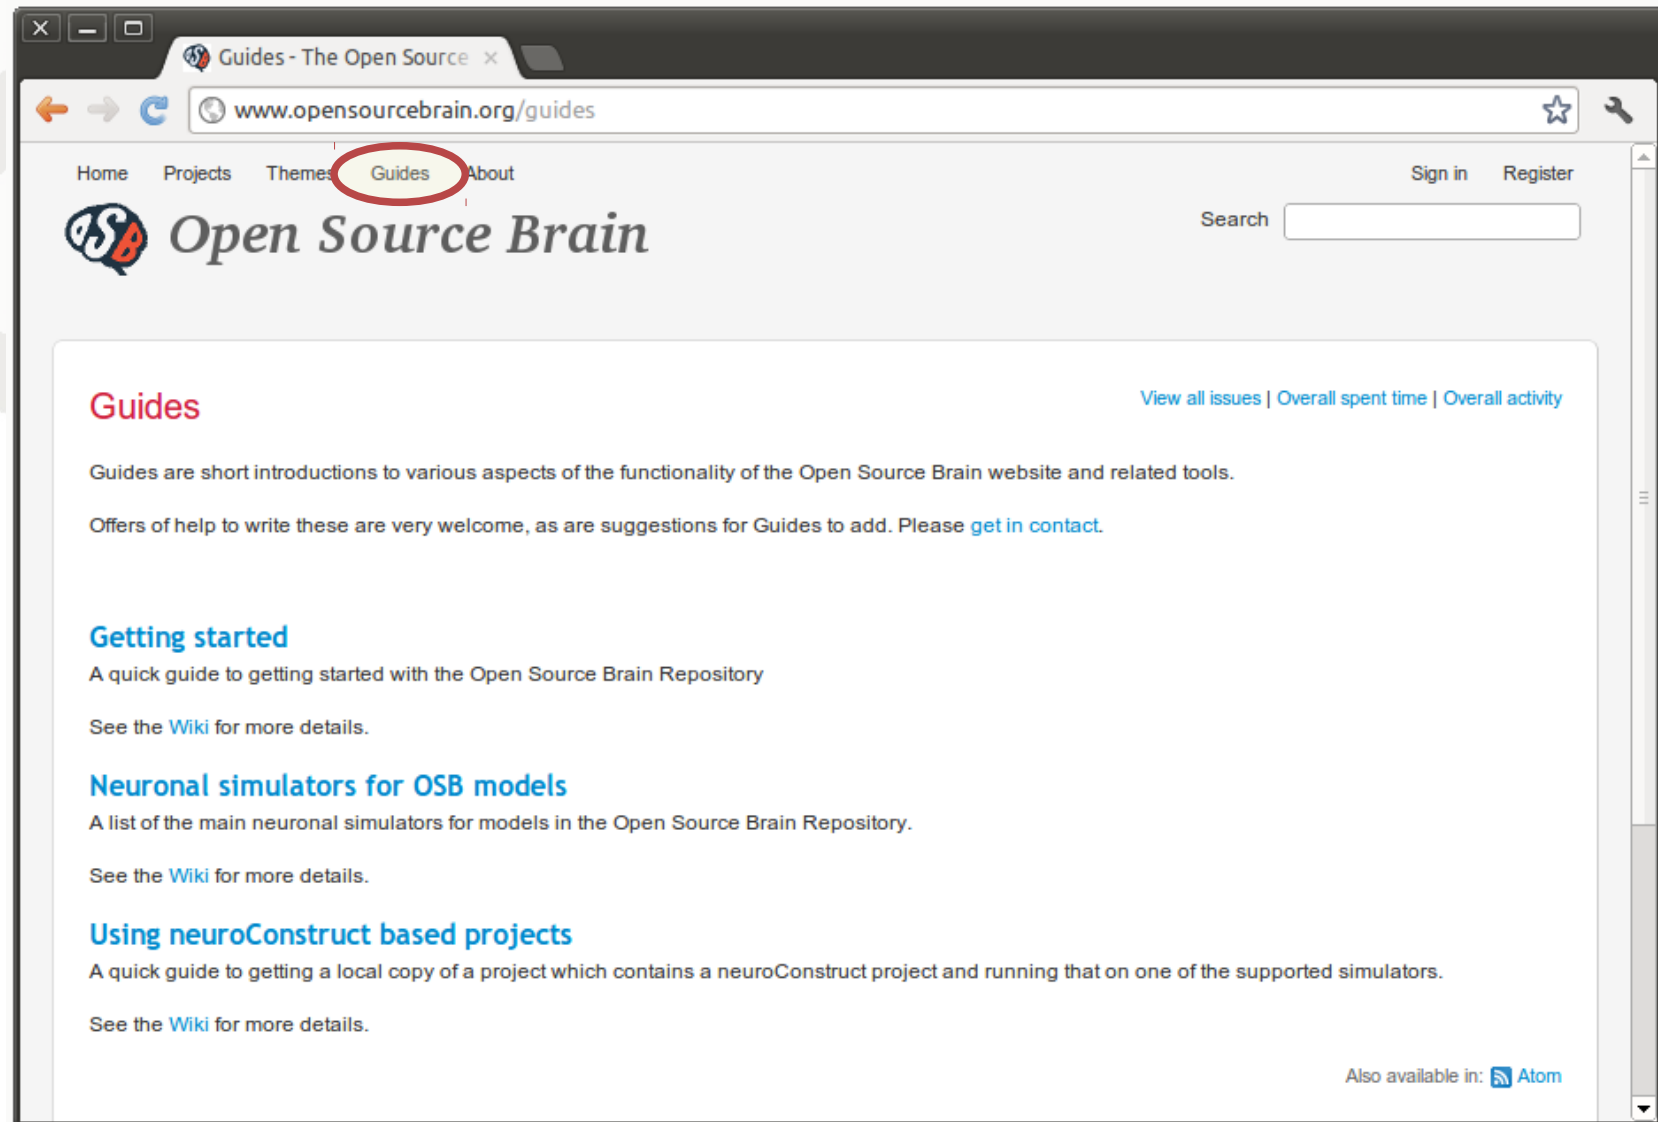 Guides - The Open Source
www.opensourcebrain.org/guides
Home Projects Themes Guides About Sign in Register
OSB Open Source Brain Search
Guides View all issues | Overall spent time | Overall activity
Guides are short introductions to various aspects of the functionality of the Open Source Brain website and related tools.
Offers of help to write these are very welcome, as are suggestions for Guides to add. Please get in contact.
Getting started
A quick guide to getting started with the Open Source Brain Repository
See the Wiki for more details.
Neuronal simulators for OSB models
A list of the main neuronal simulators for models in the Open Source Brain Repository.
See the Wiki for more details.
Using neuroConstruct based projects
A quick guide to getting a local copy of a project which contains a neuroConstruct project and running that on one of the supported simulators.
See the Wiki for more details.
Also available in: Atom